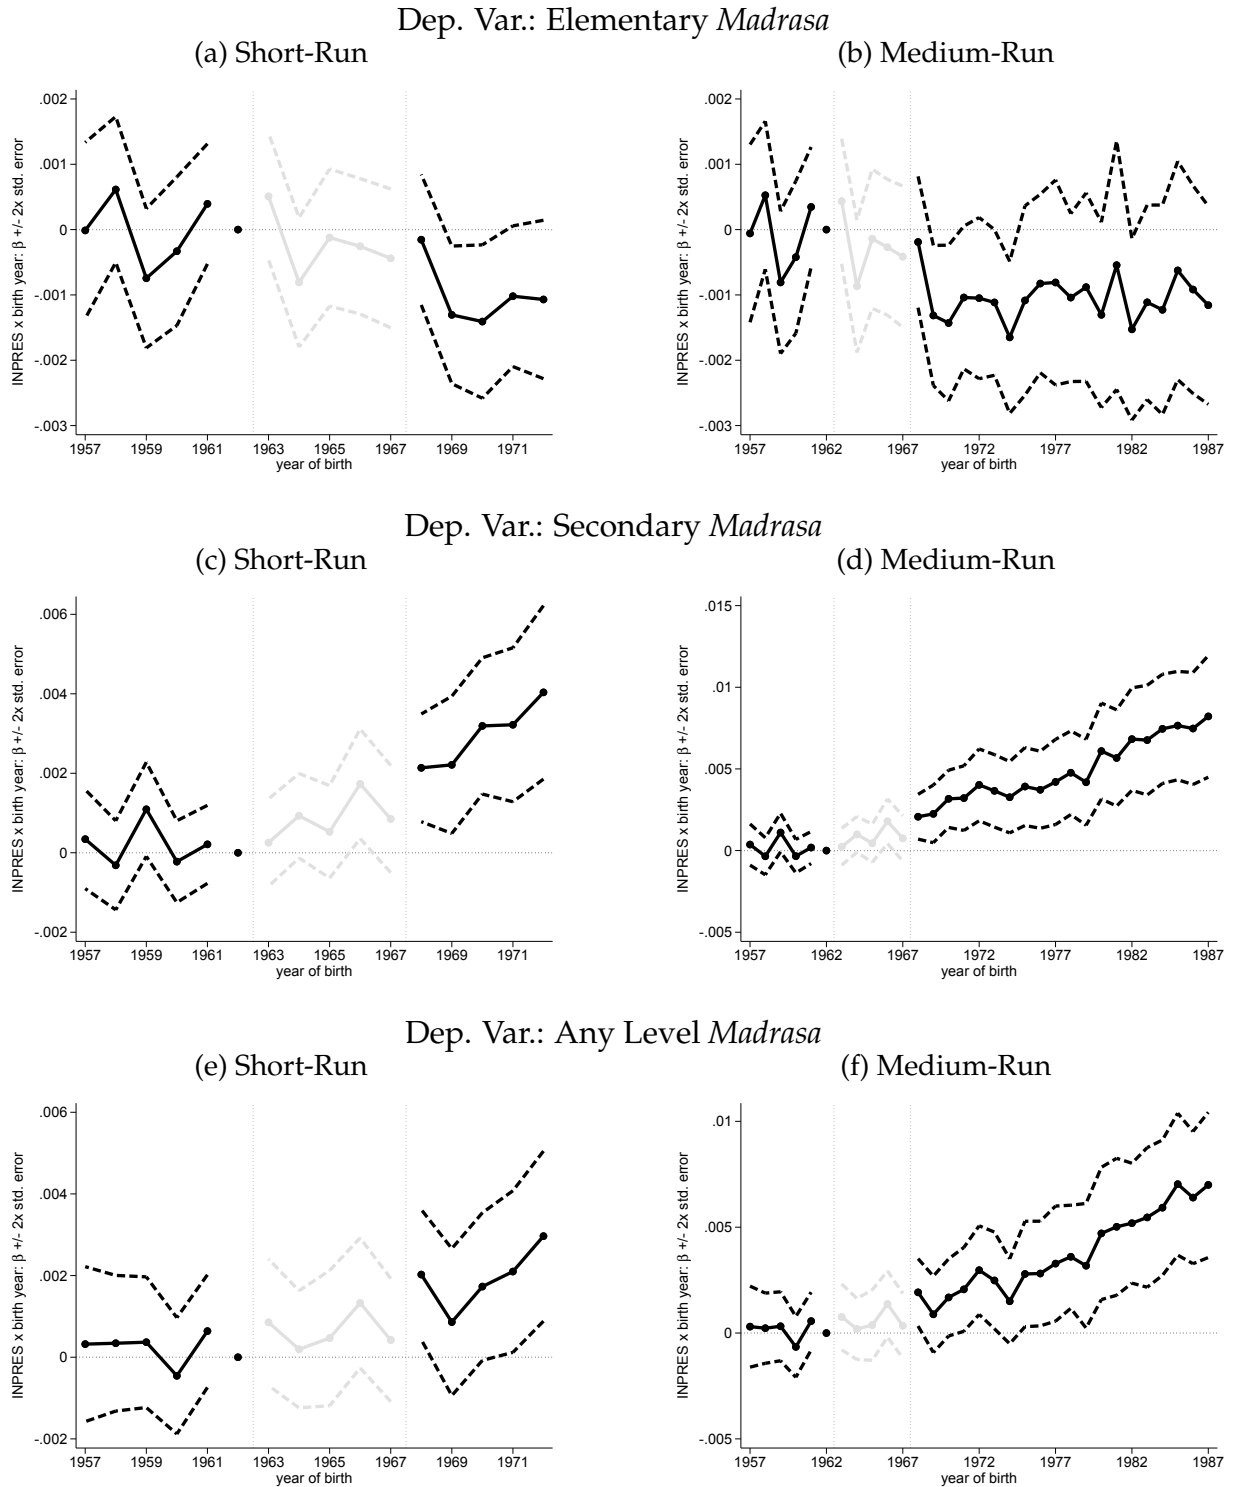 Dep. Var.: Elementary Madrasa
(a) Short-Run
INPRES x birth year: β +/- 2x std. error
.002
.001
0
-.001
-.002
-.003
1957 1959 1961 1963 1965 1967 1969 1971
year of birth
(b) Medium-Run
INPRES x birth year: β +/- 2x std. error
.002
.001
0
-.001
-.002
-.003
1957 1962 1967 1972 1977 1982 1987
year of birth
Dep. Var.: Secondary Madrasa
(c) Short-Run
INPRES x birth year: β +/- 2x std. error
.006
.004
.002
0
-.002
1957 1959 1961 1963 1965 1967 1969 1971
year of birth
(d) Medium-Run
INPRES x birth year: β +/- 2x std. error
.015
.01
.005
0
-.005
1957 1962 1967 1972 1977 1982 1987
year of birth
Dep. Var.: Any Level Madrasa
(e) Short-Run
INPRES x birth year: β +/- 2x std. error
.006
.004
.002
0
-.002
1957 1959 1961 1963 1965 1967 1969 1971
year of birth
(f) Medium-Run
INPRES x birth year: β +/- 2x std. error
.01
.005
0
-.005
1957 1962 1967 1972 1977 1982 1987
year of birth